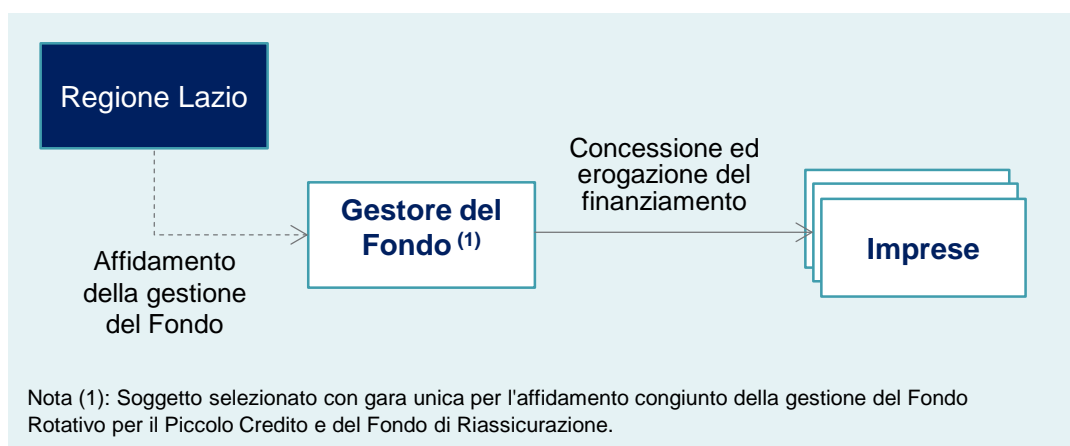 Regione Lazio
Concessione ed
erogazione del
finanziamento
Gestore del
Fondo (1)
Imprese
Affidamento
della gestione
del Fondo
Nota (1): Soggetto selezionato con gara unica per l'affidamento congiunto della gestione del Fondo
Rotativo per il Piccolo Credito e del Fondo di Riassicurazione.